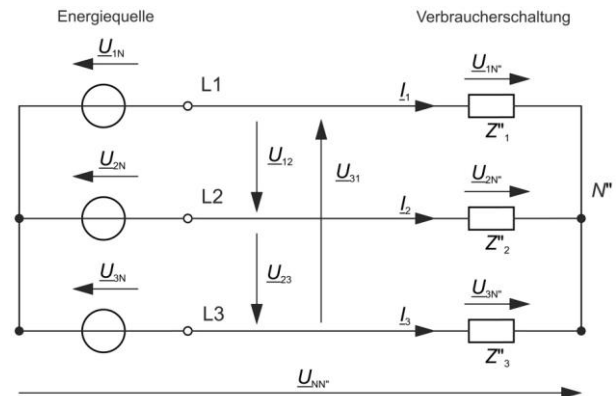 Energiequelle Verbraucherschaltung
U1N U1N"
L1 I1
Z"1
U12 U31
U2N U2N"
L2 I2 N"
Z"2
U23
U3N U3N"
L3 I3
Z"3
UNN"